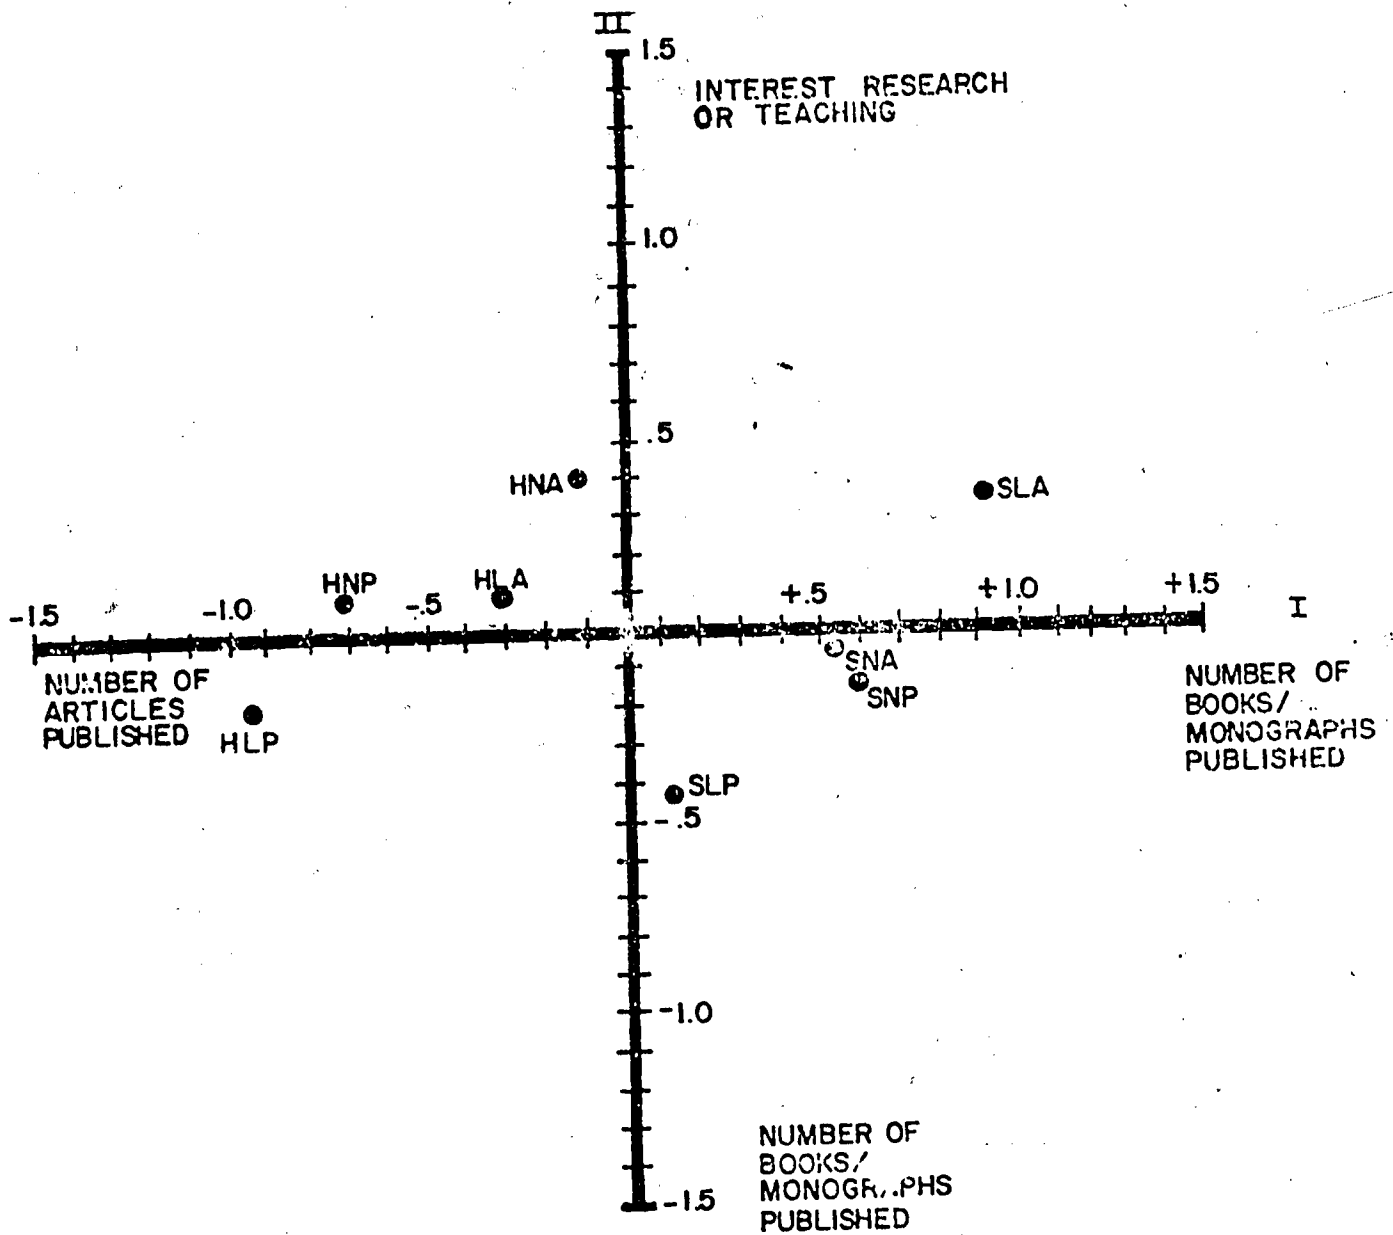 II
1.5
INTEREST RESEARCH
OR TEACHING
1.0
.5
HNA
SLA
HNP
HLA
-1.5
-1.0
-.5
+.5
+1.0
+1.5
I
SNA
SNP
NUMBER OF
ARTICLES
PUBLISHED
HLP
NUMBER OF
BOOKS/
MONOGRAPHS
PUBLISHED
SLP
-.5
-1.0
-1.5
NUMBER OF
BOOKS/
MONOGRAPHS
PUBLISHED